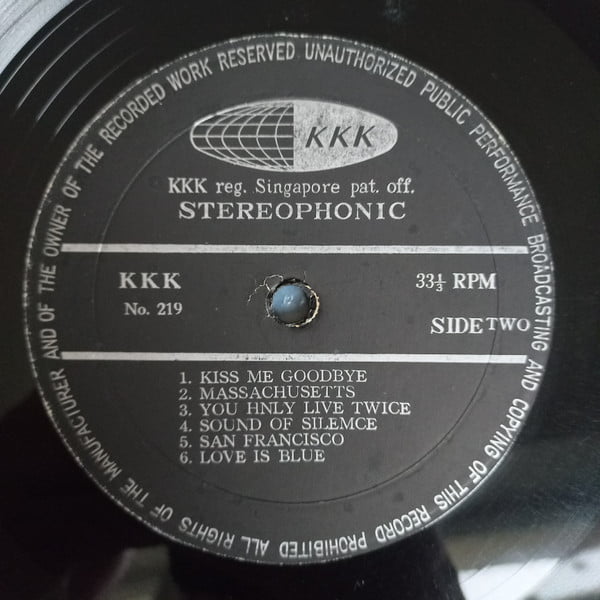 UNAUTHORIZED PUBLIC PERFORMANCE BROADCASTING AND COPYING OF THIS RECORD PROHIBITED ALL RIGHTS OF THE MANUFACTURER AND OF THE OWNER OF THE RECORDED WORK RESERVED
KKK
KKK reg. Singapore pat. off.
STEREOPHONIC
KKK 33⅓ RPM
No. 219
SIDE TWO
1. KISS ME GOODBYE
2. MASSACHUSETTS
3. YOU HNLY LIVE TWICE
4. SOUND OF SILEMCE
5. SAN FRANCISCO
6. LOVE IS BLUE